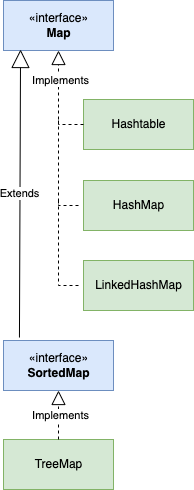 «interface»
Map
Implements
Hashtable
Extends
HashMap
LinkedHashMap
«interface»
SortedMap
Implements
TreeMap